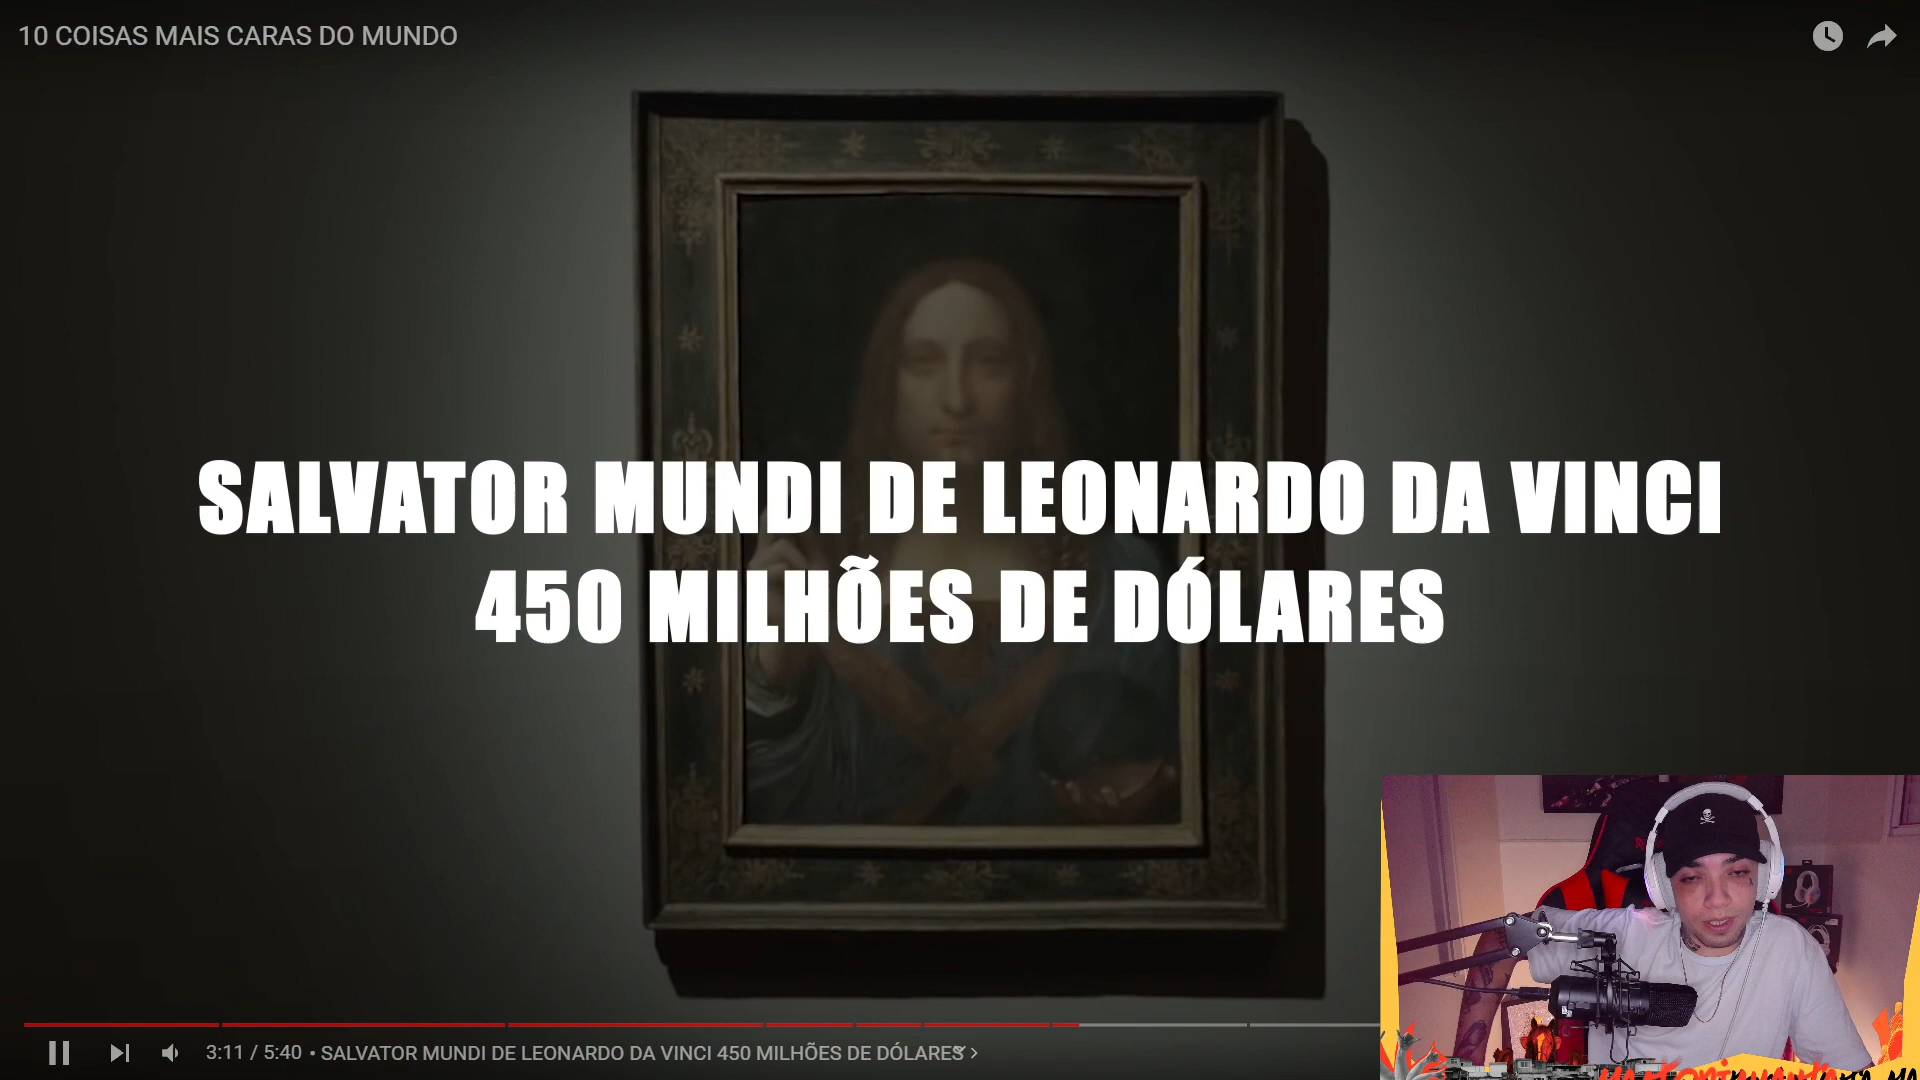 10 COISAS MAIS CARAS DO MUNDO
SALVATOR MUNDI DE LEONARDO DA VINCI
450 MILHÕES DE DÓLARES
3:11 / 5:40 • SALVATOR MUNDI DE LEONARDO DA VINCI 450 MILHÕES DE DÓLARES